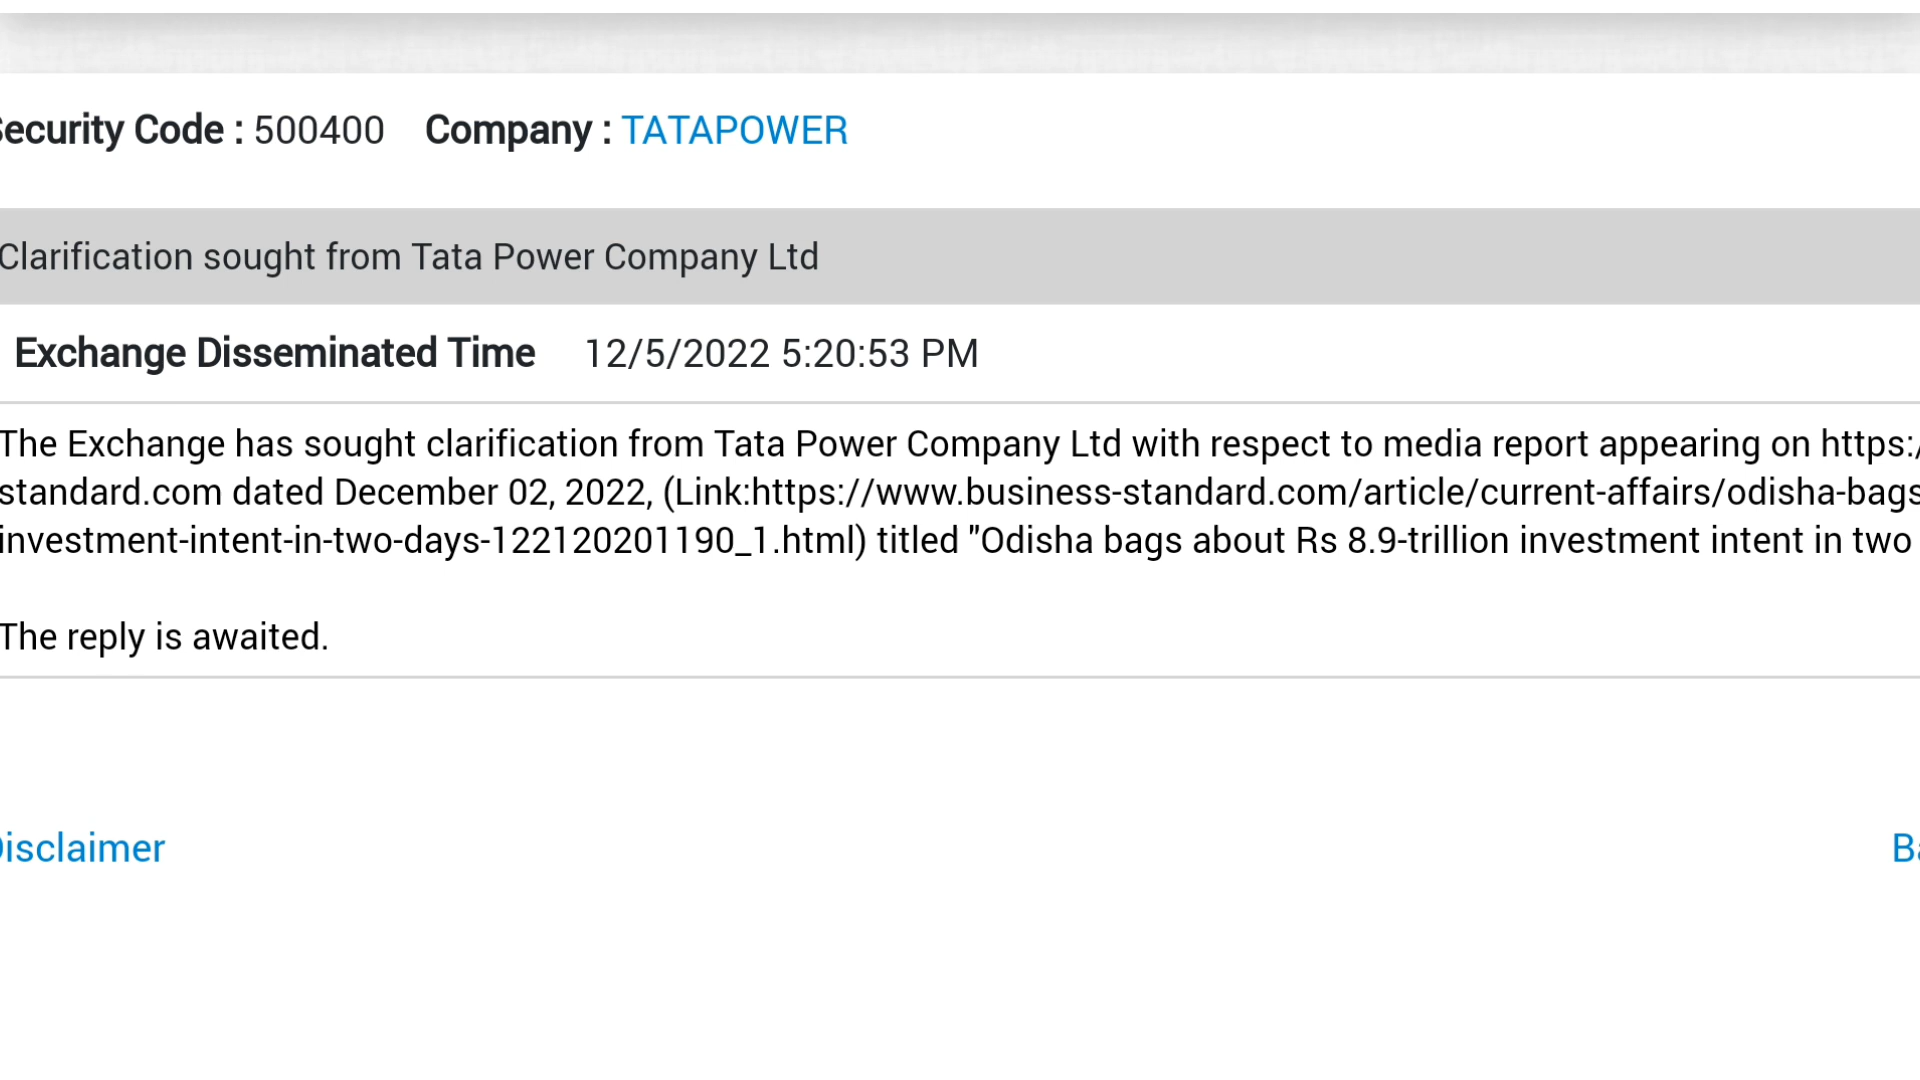 Security Code : 500400 Company : TATAPOWER
Clarification sought from Tata Power Company Ltd
Exchange Disseminated Time 12/5/2022 5:20:53 PM
The Exchange has sought clarification from Tata Power Company Ltd with respect to media report appearing on https:/
standard.com dated December 02, 2022, (Link:https://www.business-standard.com/article/current-affairs/odisha-bags
investment-intent-in-two-days-122120201190_1.html) titled "Odisha bags about Rs 8.9-trillion investment intent in two
The reply is awaited.
Disclaimer